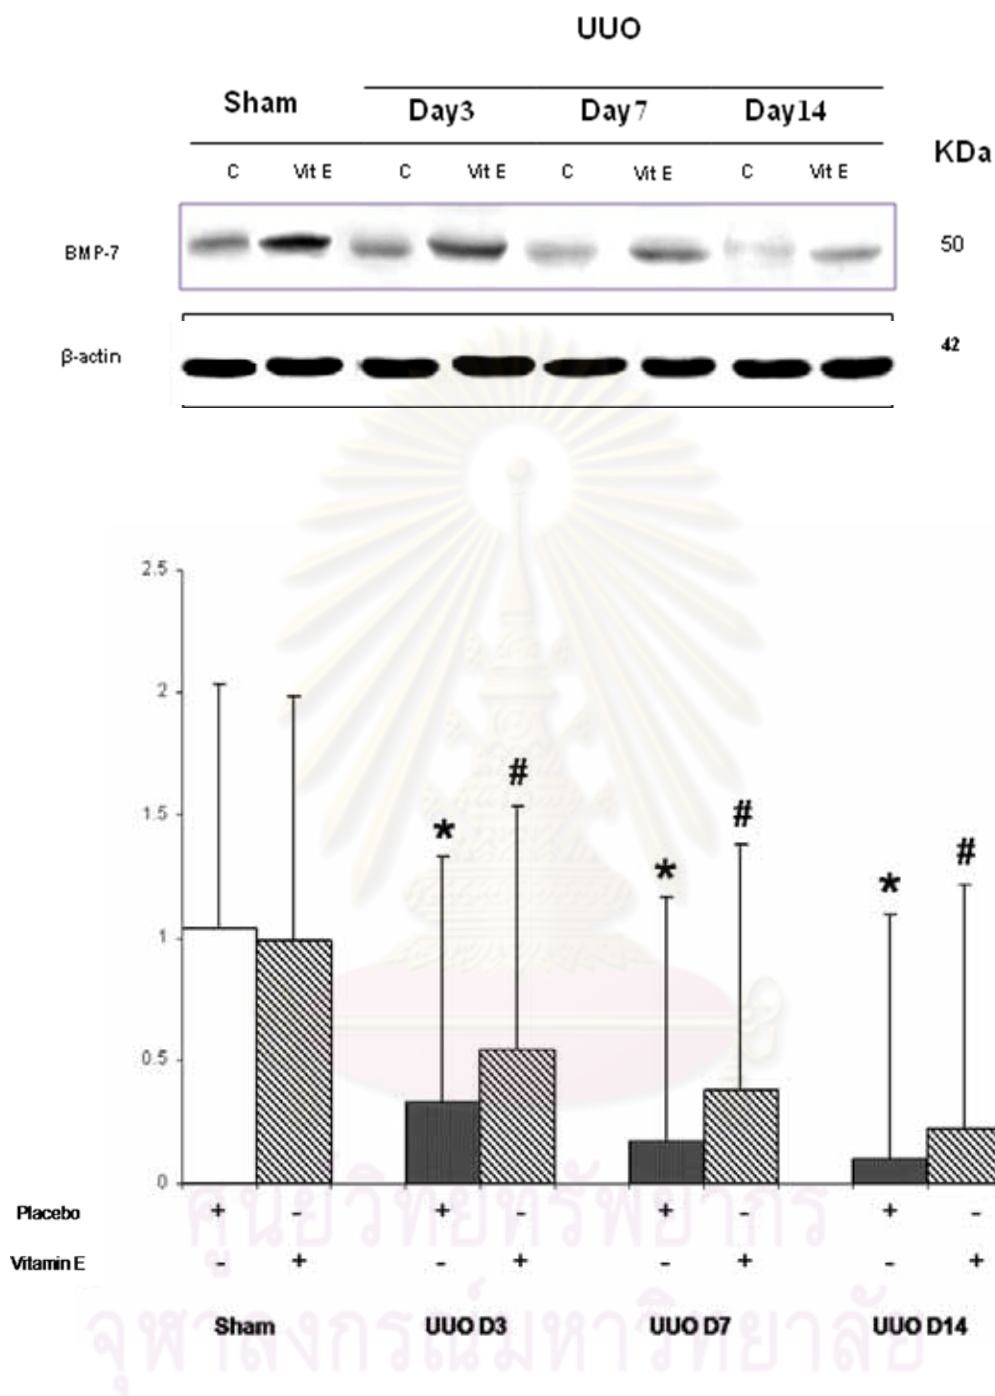 UUO
Sham Day3 Day7 Day14
KDa
C Vit E C Vit E C Vit E C Vit E
BMP-7 50
β-actin 42
2.5
2
1.5
1
0.5
0
# * # * # *
Placebo + - + - + - + -
Vitamin E - + - + - + - +
Sham UUO D3 UUO D7 UUO D14
ศูนย์วิทยทรัพยากร
จุฬาลงกรณ์มหาวิทยาลัย